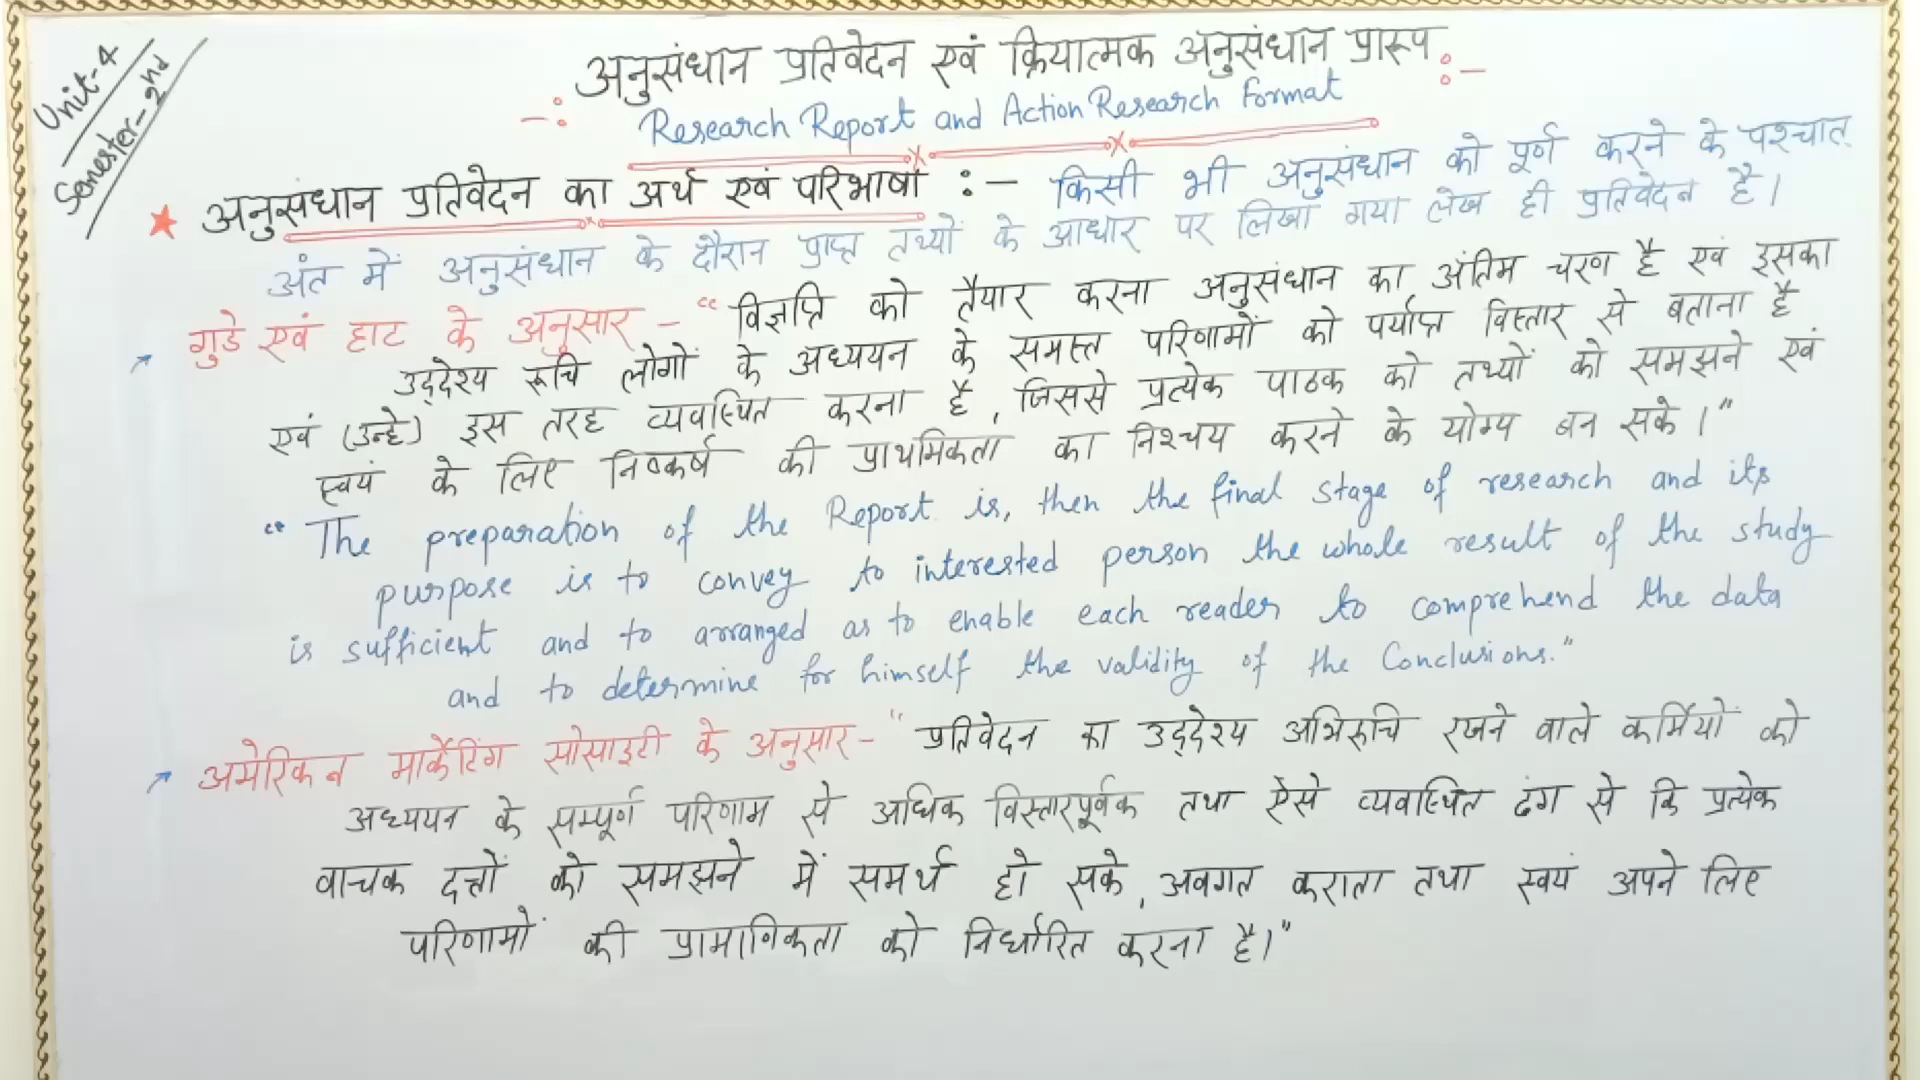 Unit-4
Semester-2nd
अनुसंधान प्रतिवेदन एवं क्रियात्मक अनुसंधान प्रारूप
-: Research Report and Action Research Format :-
★ अनुसंधान प्रतिवेदन का अर्थ एवं परिभाषा :- किसी भी अनुसंधान को पूर्ण करने के पश्चात्
अंत में अनुसंधान के दौरान प्राप्त तथ्यों के आधार पर लिखा गया लेख ही प्रतिवेदन है।
गुडे एवं हाट के अनुसार - “विज्ञप्ति को तैयार करना अनुसंधान का अंतिम चरण है एवं इसका
उद्देश्य रूचि लोगों के अध्ययन के समस्त परिणामों को पर्याप्त विस्तार से बताना है
एवं (उन्हे) इस तरह व्यवस्थित करना है, जिससे प्रत्येक पाठक को तथ्यों को समझने एवं
स्वयं के लिए निष्कर्ष की प्राथमिकता का निश्चय करने के योग्य बन सके।”
“The preparation of the Report is, then the final stage of research and its
purpose is to convey to interested person the whole result of the study
is sufficient and to arranged as to enable each reader to comprehend the data
and to determine for himself the validity of the Conclusions.”
अमेरिकन मार्केटिंग सोसाइटी के अनुसार - “प्रतिवेदन का उद्देश्य अभिरुचि रखने वाले कर्मियों को
अध्ययन के सम्पूर्ण परिणाम से अधिक विस्तारपूर्वक तथा ऐसे व्यवस्थित ढंग से कि प्रत्येक
वाचक दत्तों को समझने में समर्थ हो सके, अवगत कराता तथा स्वयं अपने लिए
परिणामों की प्रामाणिकता को निर्धारित करना है।”